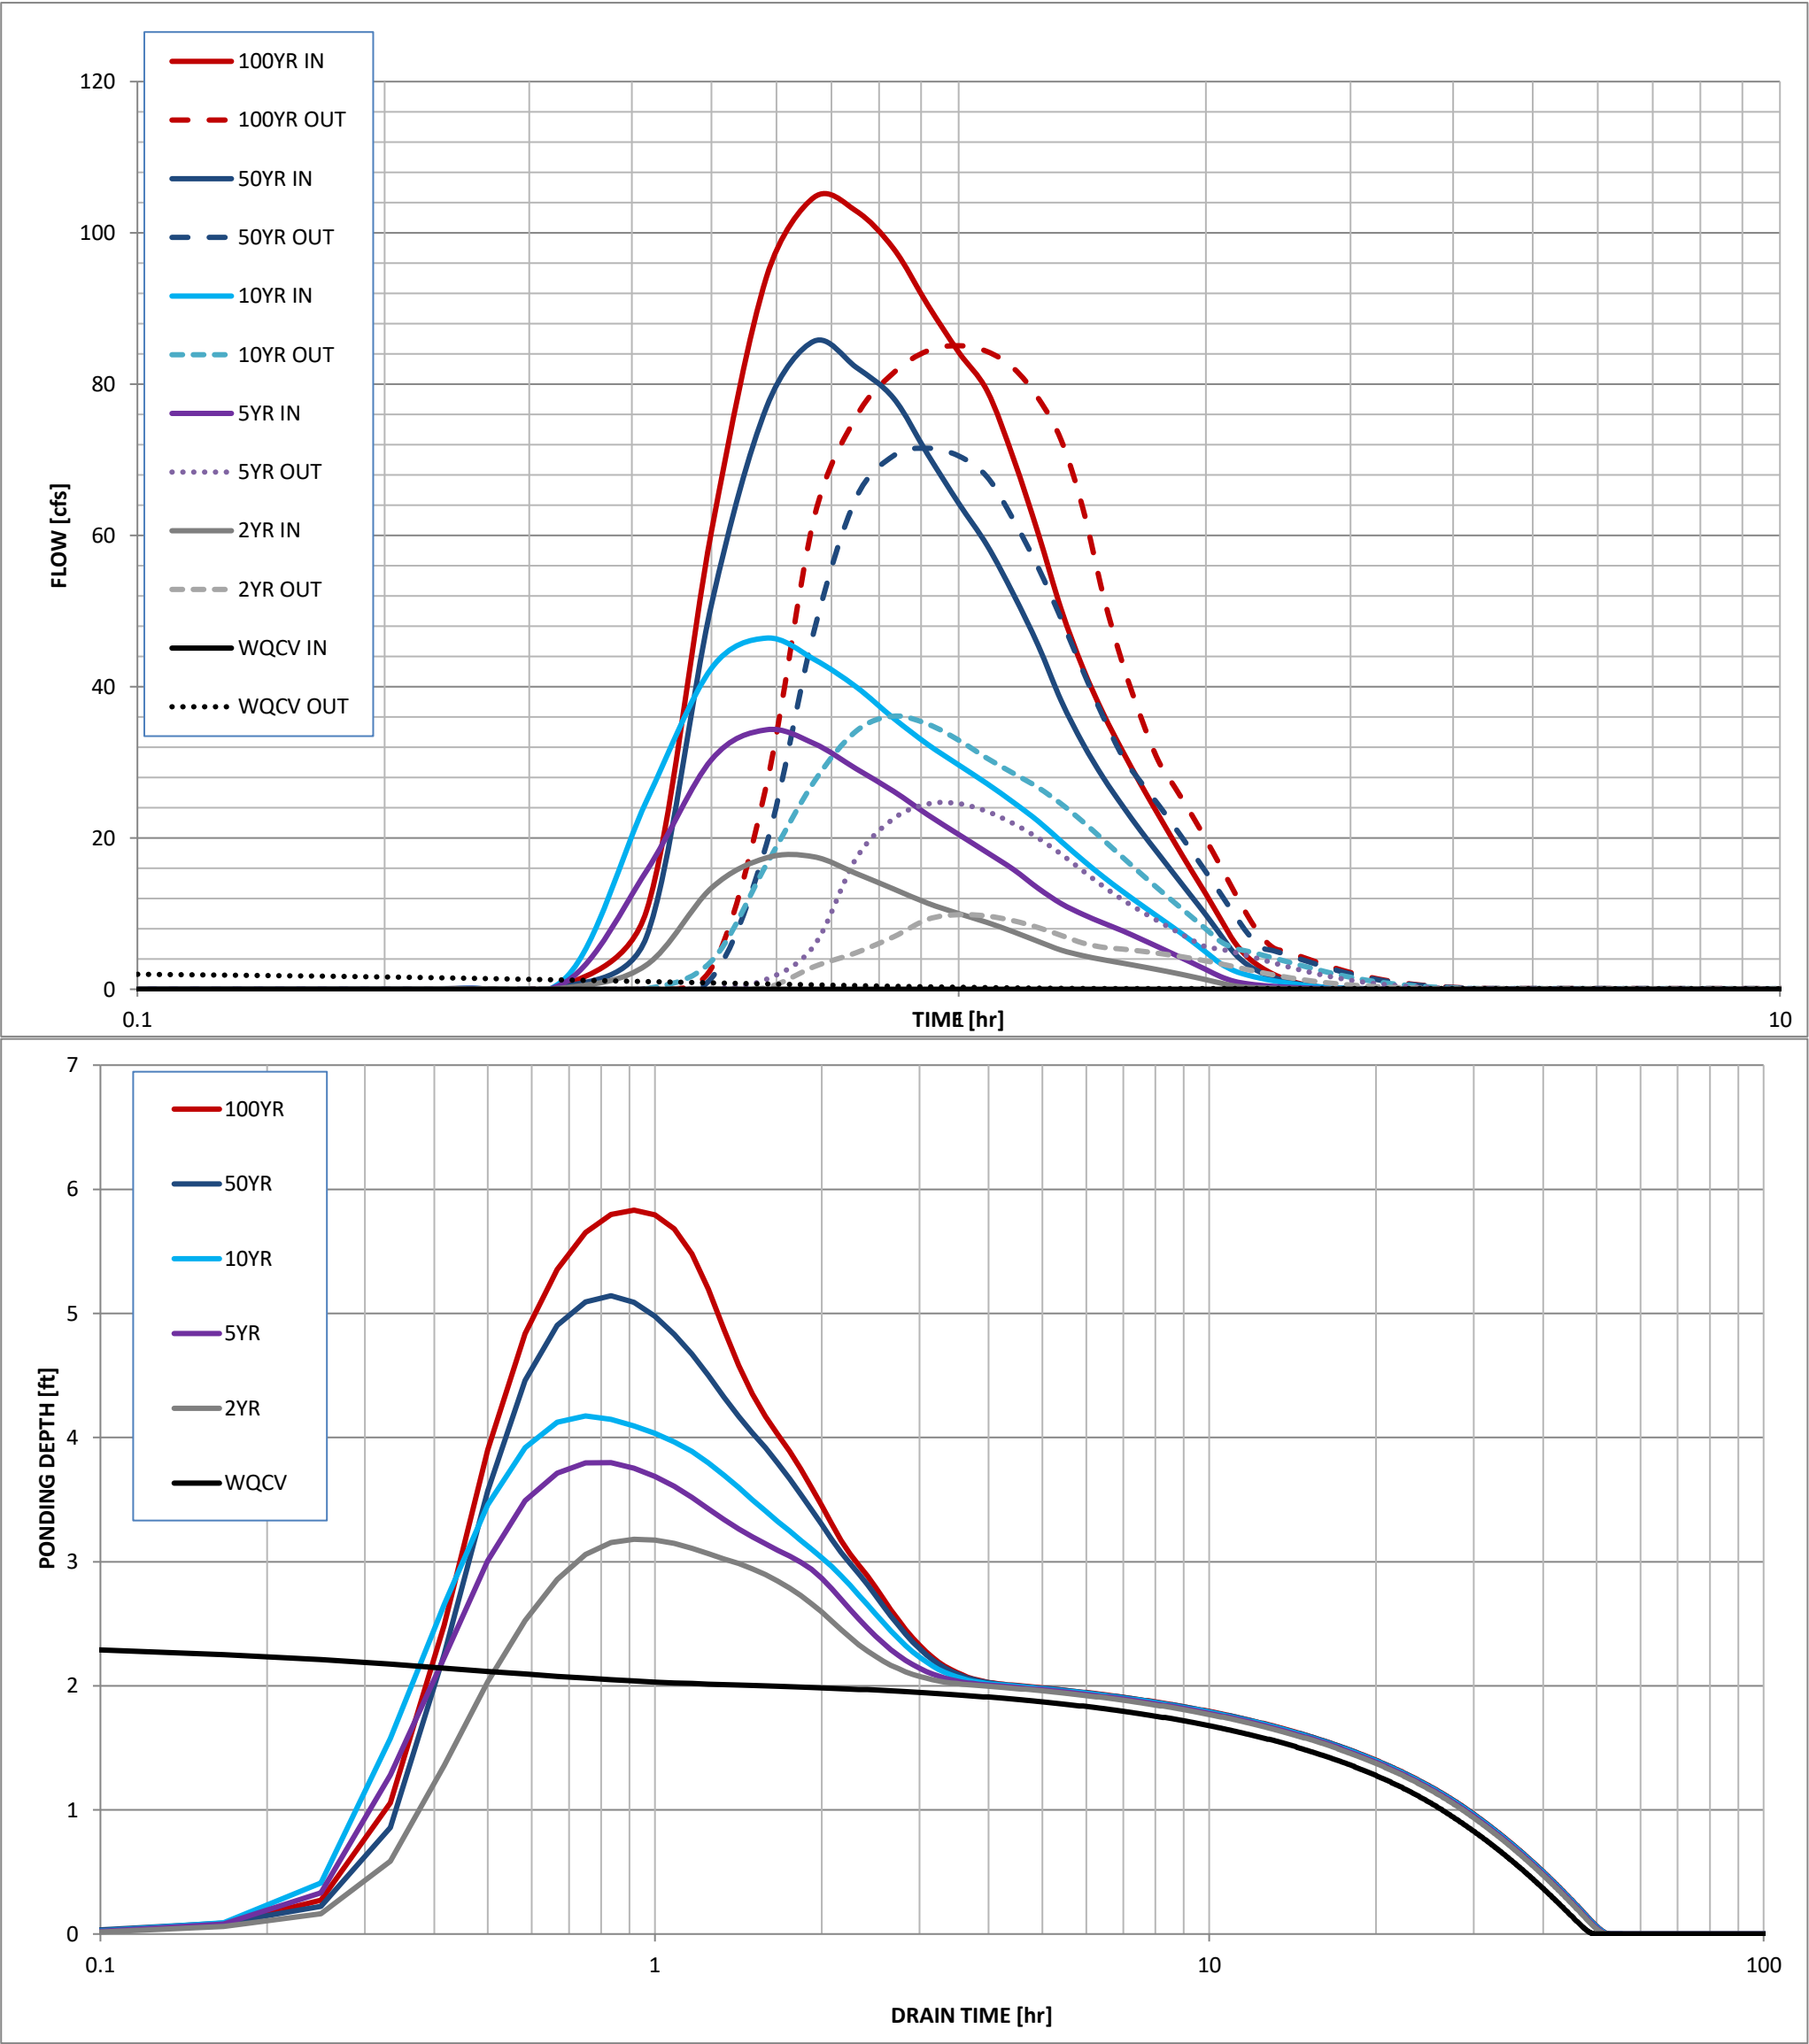 100YR IN
100YR OUT
50YR IN
50YR OUT
10YR IN
10YR OUT
5YR IN
5YR OUT
2YR IN
2YR OUT
WQCV IN
WQCV OUT
120
100
80
60
40
20
0
FLOW [cfs]
0.1
1
10
TIME [hr]
7
6
5
4
3
2
1
0
PONDING DEPTH [ft]
100YR
50YR
10YR
5YR
2YR
WQCV
0.1
1
10
100
DRAIN TIME [hr]